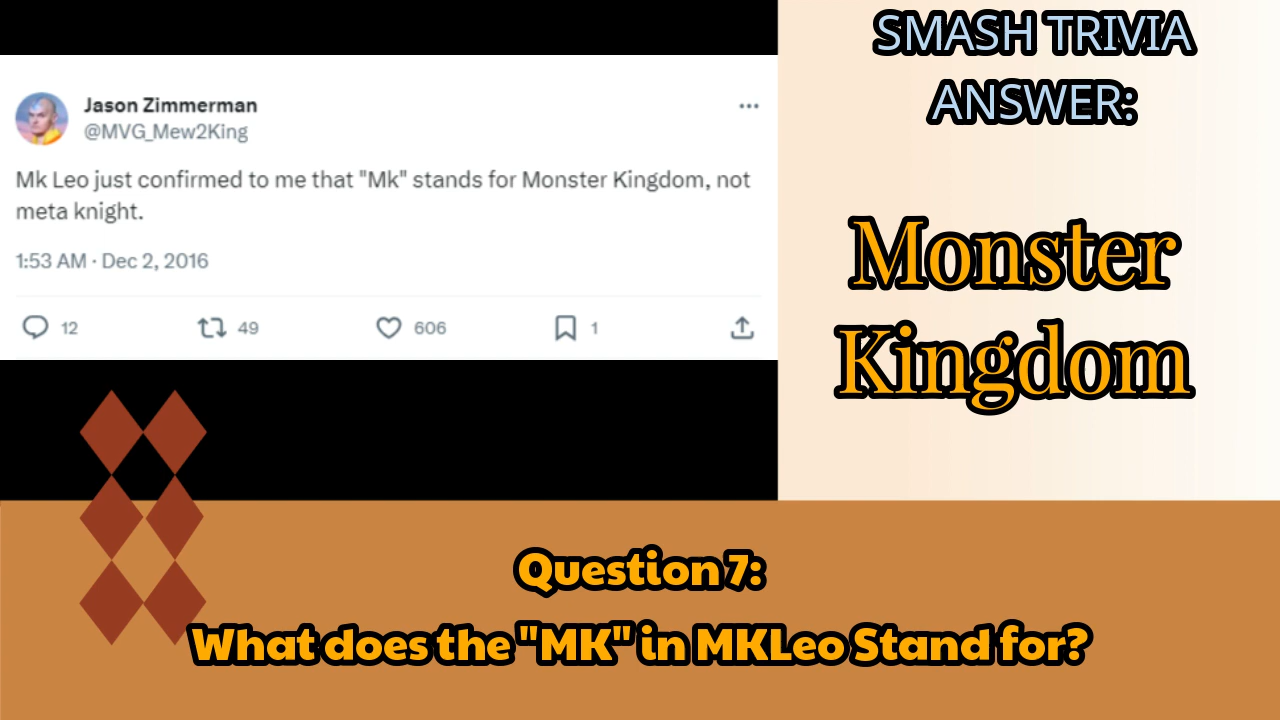 Jason Zimmerman
@MVG_Mew2King
Mk Leo just confirmed to me that "Mk" stands for Monster Kingdom, not
meta knight.
1:53 AM · Dec 2, 2016
12 49 606 1
SMASH TRIVIA
ANSWER:
Monster
Kingdom
Question 7:
What does the "MK" in MKLeo Stand for?